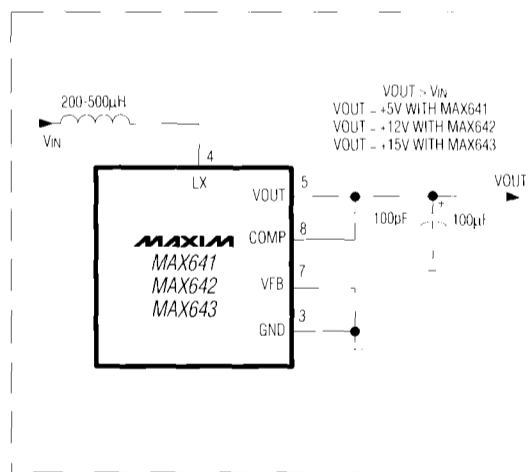 200-500µH
VIN
VOUT > VIN
VOUT - +5V WITH MAX641
VOUT - +12V WITH MAX642
VOUT - +15V WITH MAX643
4
LX
VOUT
5
COMP
8
VFB
7
GND
3
MAXIM
MAX641
MAX642
MAX643
100pF
+
100µF
VOUT